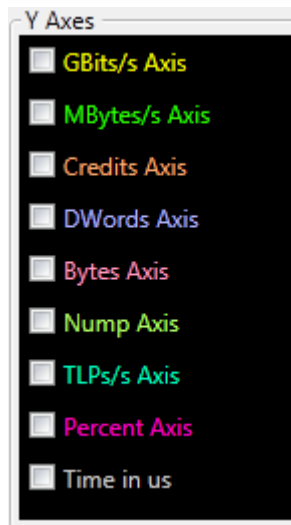 Y Axes
GBits/s Axis
MBytes/s Axis
Credits Axis
DWords Axis
Bytes Axis
Nump Axis
TLPs/s Axis
Percent Axis
Time in us